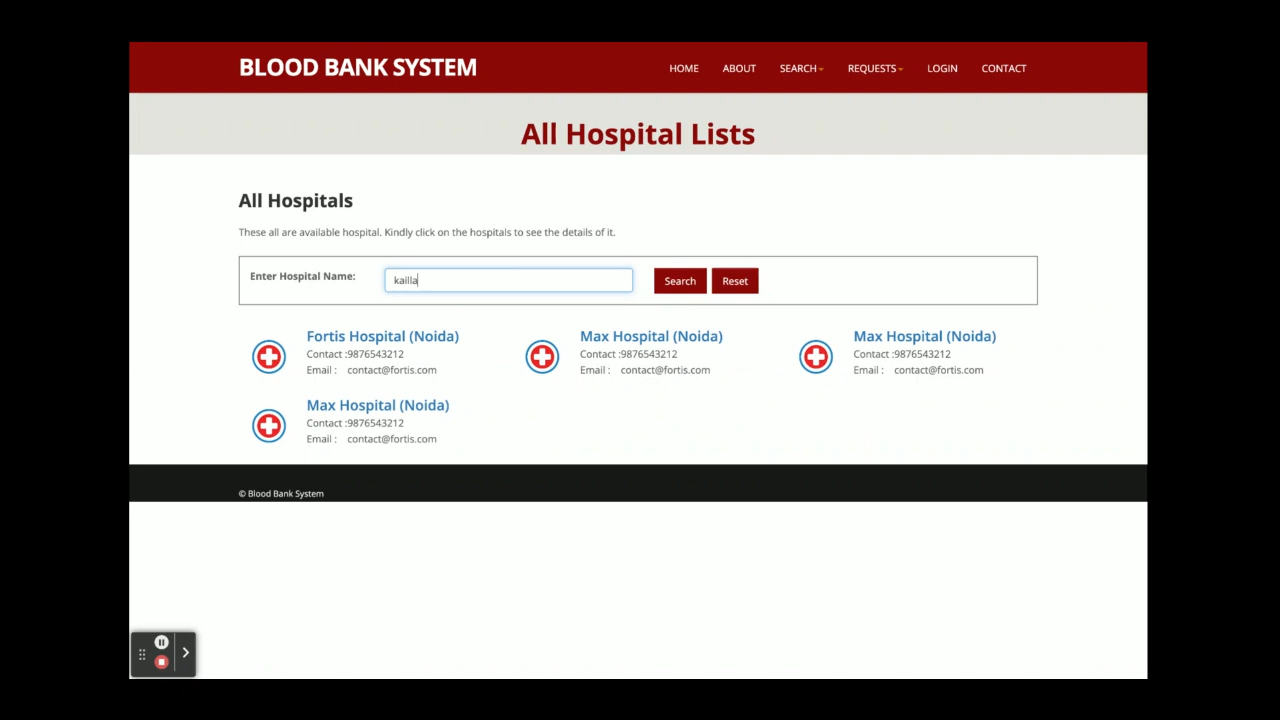 BLOOD BANK SYSTEM
HOME ABOUT SEARCH REQUESTS LOGIN CONTACT
All Hospital Lists
All Hospitals
These all are available hospital. Kindly click on the hospitals to see the details of it.
Enter Hospital Name: kailla Search Reset
Fortis Hospital (Noida)
Contact :9876543212
Email : contact@fortis.com
Max Hospital (Noida)
Contact :9876543212
Email : contact@fortis.com
Max Hospital (Noida)
Contact :9876543212
Email : contact@fortis.com
Max Hospital (Noida)
Contact :9876543212
Email : contact@fortis.com
© Blood Bank System